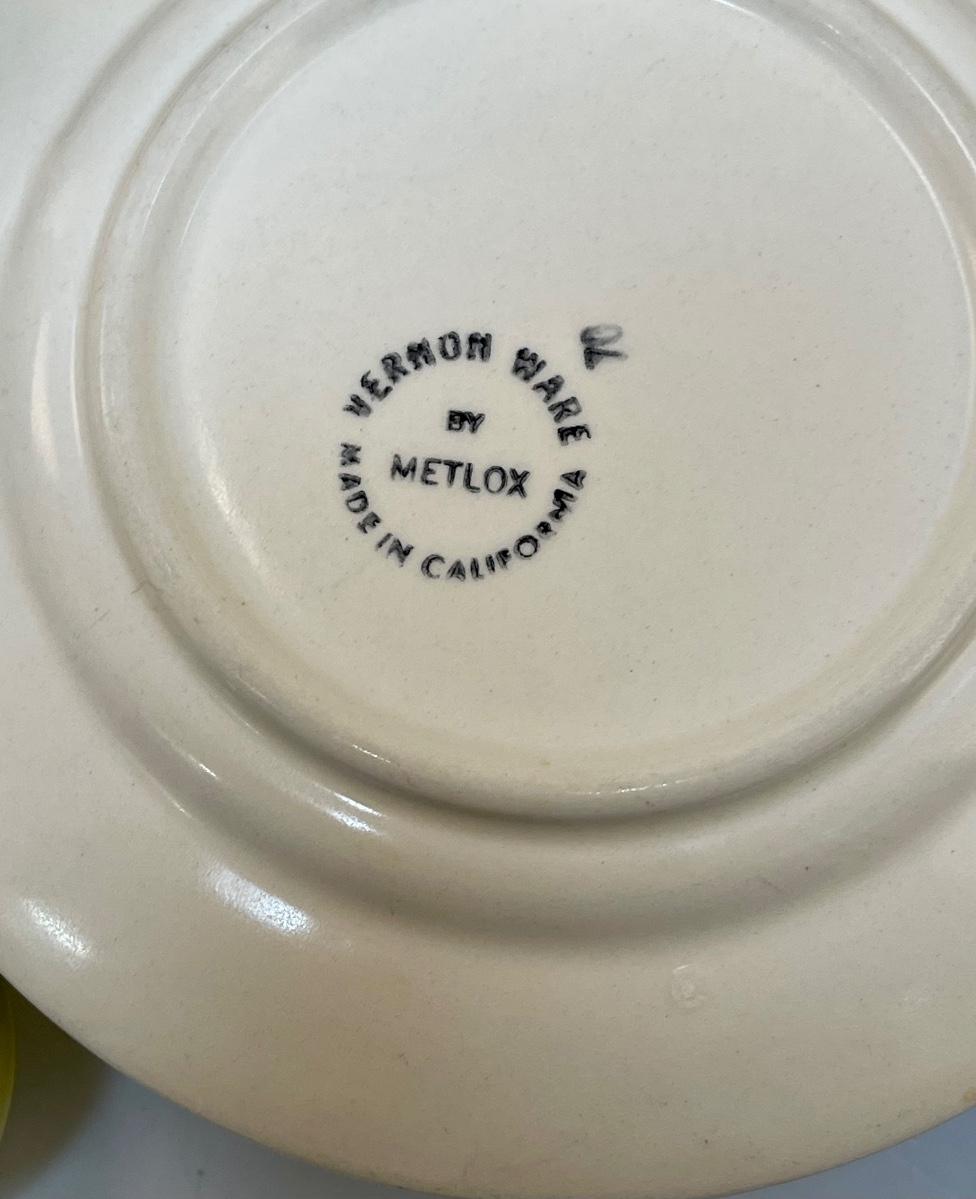 VERNON WARE
BY
METLOX
MADE IN CALIFORNIA